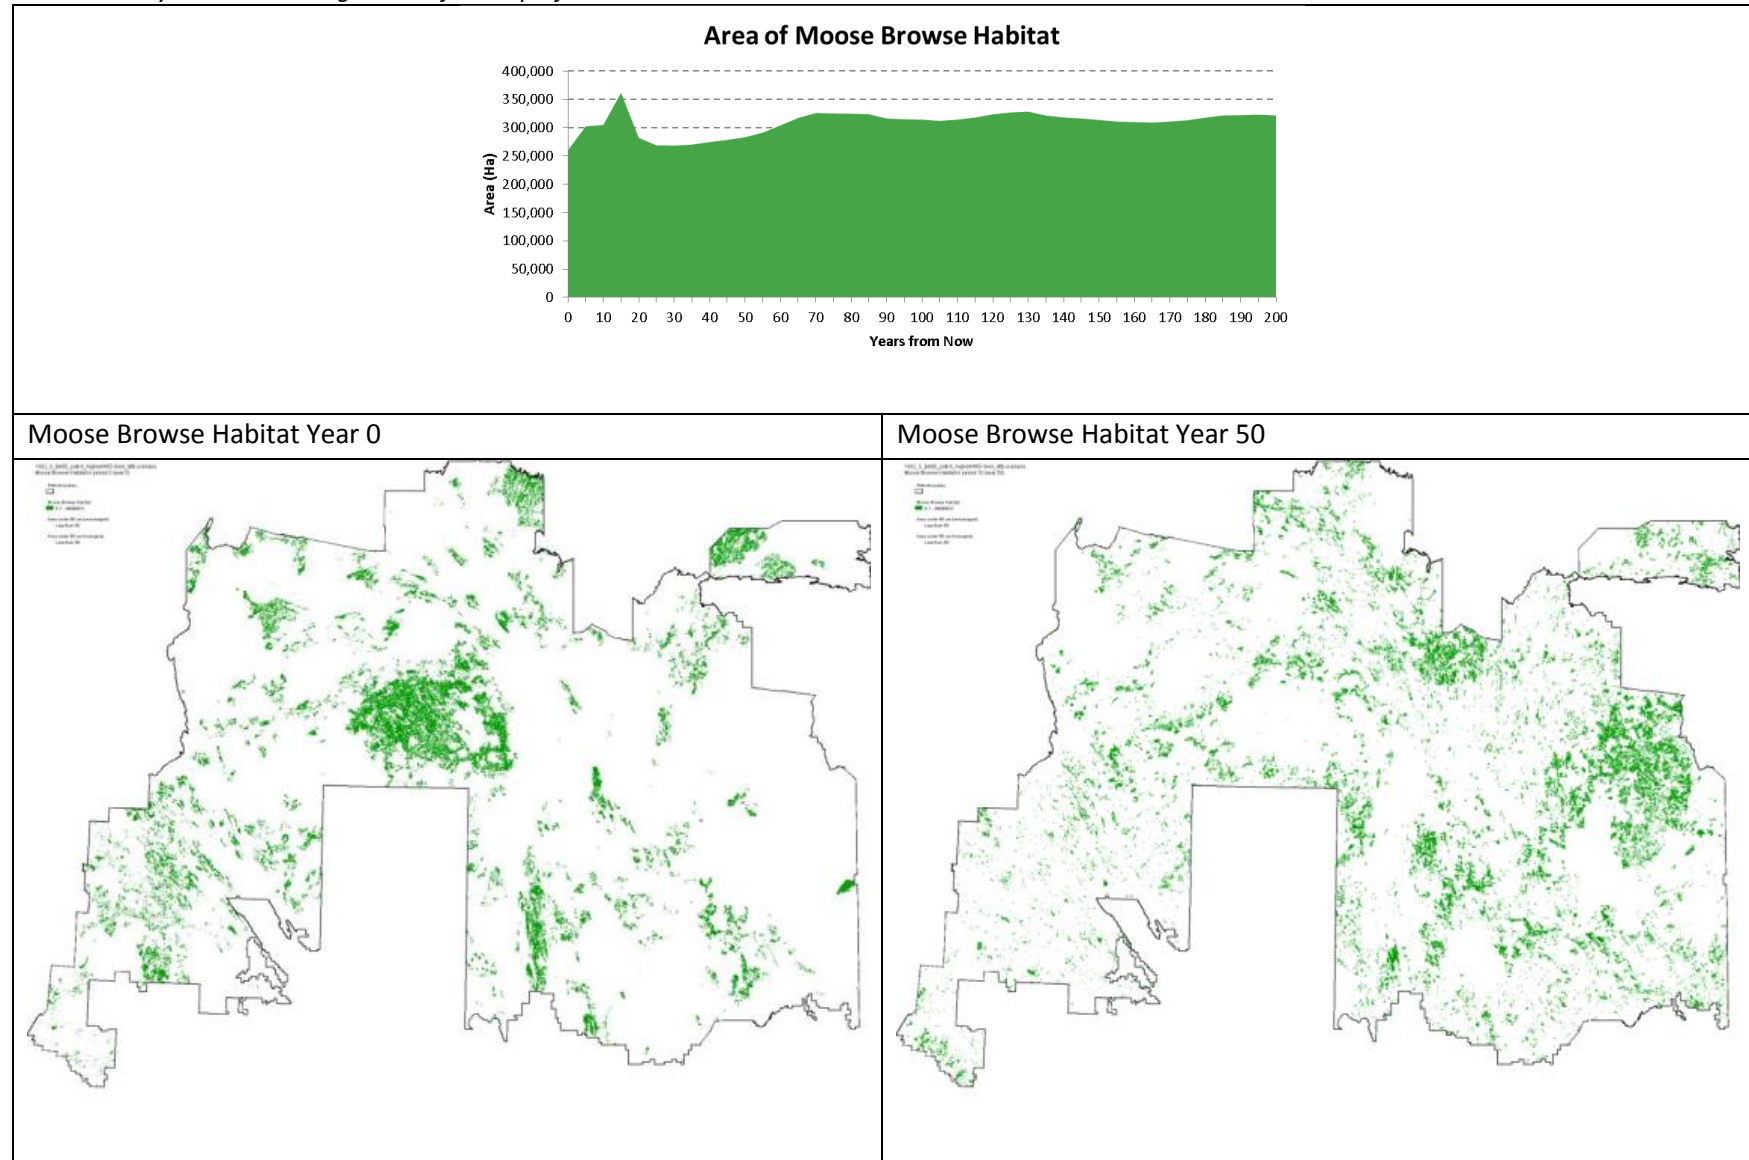 Area of Moose Browse Habitat
400,000
350,000
300,000
250,000
200,000
150,000
100,000
50,000
0
Area (Ha)
0 10 20 30 40 50 60 70 80 90 100 110 120 130 140 150 160 170 180 190 200
Years from Now
Moose Browse Habitat Year 0
Moose Browse Habitat Year 50